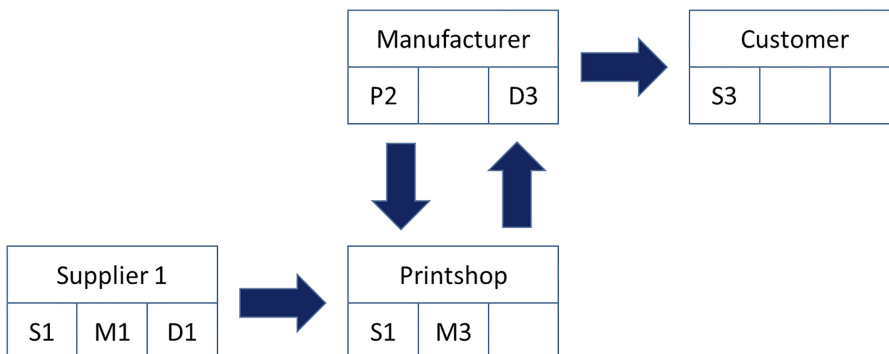 Manufacturer
P2 D3
Customer
S3
Supplier 1
S1 M1 D1
Printshop
S1 M3